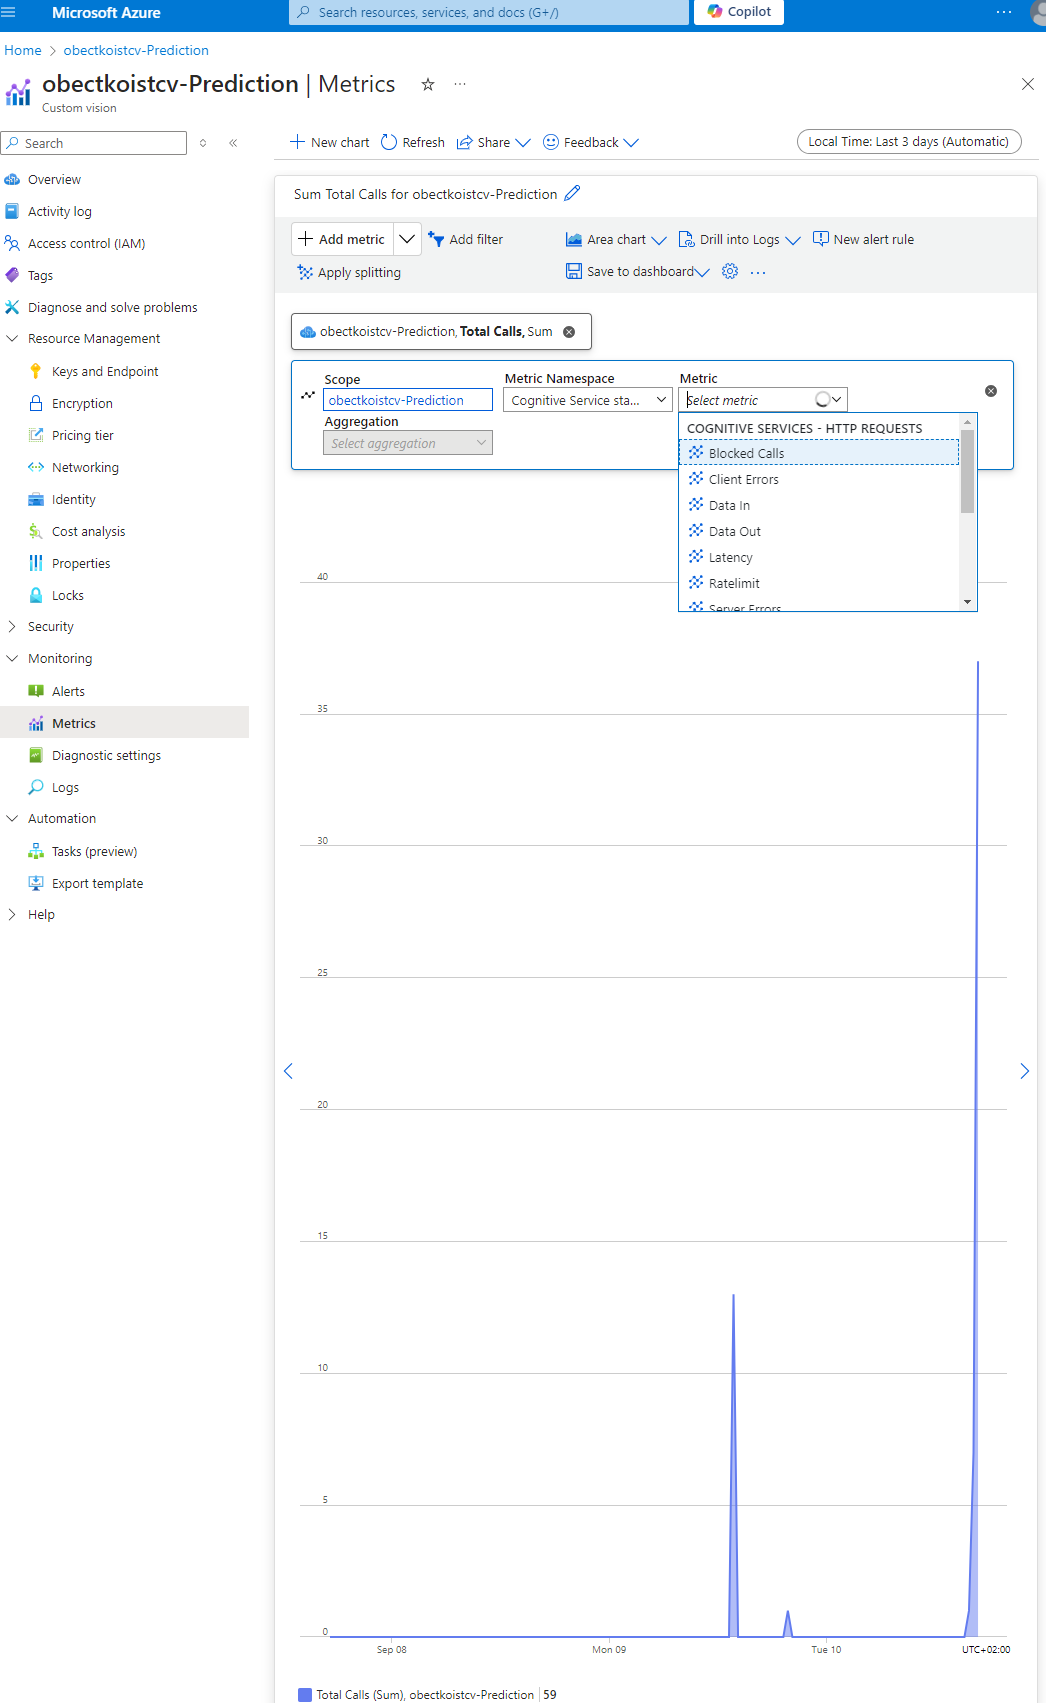 Microsoft Azure
Search resources, services, and docs (G+/)
Copilot
Home > obectkoistcv-Prediction
obectkoistcv-Prediction | Metrics
Custom vision
Search
New chart
Refresh
Share
Feedback
Local Time: Last 3 days (Automatic)
Overview
Activity log
Access control (IAM)
Tags
Diagnose and solve problems
Resource Management
Keys and Endpoint
Encryption
Pricing tier
Networking
Identity
Cost analysis
Properties
Locks
Security
Monitoring
Alerts
Metrics
Diagnostic settings
Logs
Automation
Tasks (preview)
Export template
Help
Sum Total Calls for obectkoistcv-Prediction
Add metric
Add filter
Area chart
Drill into Logs
New alert rule
Apply splitting
Save to dashboard
obectkoistcv-Prediction, Total Calls, Sum
Scope
obectkoistcv-Prediction
Metric Namespace
Cognitive Service sta...
Metric
Select metric
Aggregation
Select aggregation
COGNITIVE SERVICES - HTTP REQUESTS
Blocked Calls
Client Errors
Data In
Data Out
Latency
Ratelimit
Server Errors
40
35
30
25
20
15
10
5
0
Sep 08
Mon 09
Tue 10
UTC+02:00
Total Calls (Sum), obectkoistcv-Prediction | 59